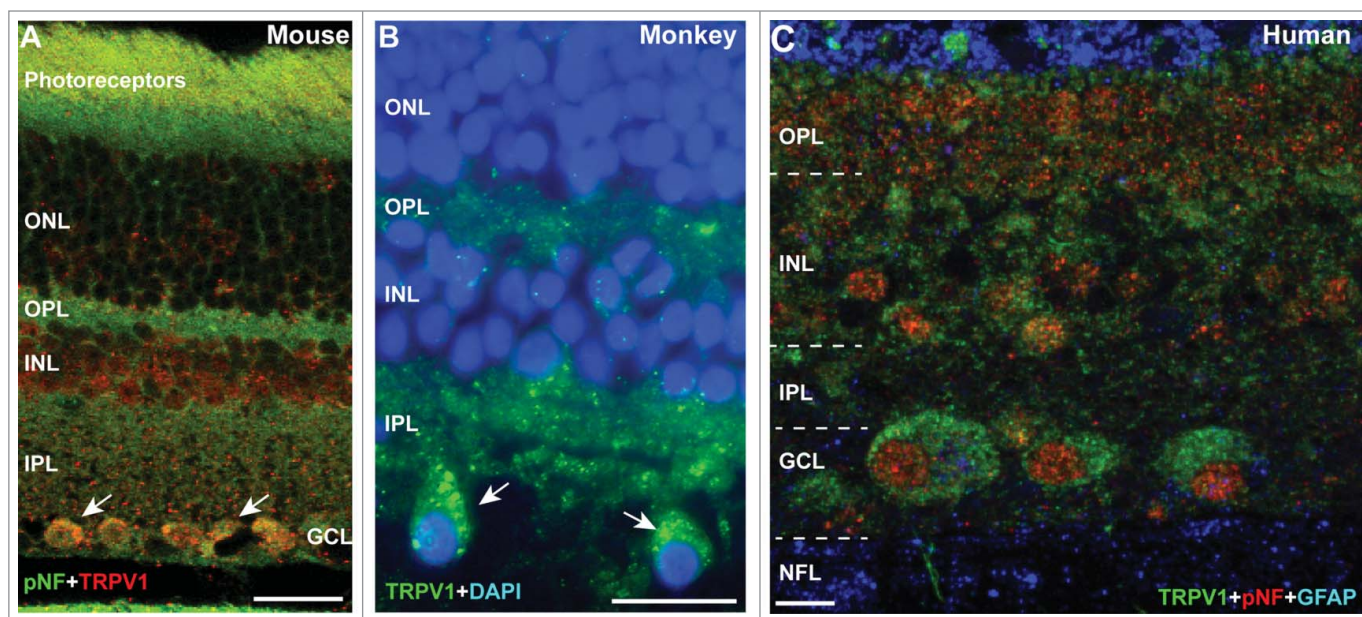 A Mouse
Photoreceptors
ONL
OPL
INL
IPL
GCL
pNF+TRPV1
B Monkey
ONL
OPL
INL
IPL
TRPV1+DAPI
C Human
OPL
INL
IPL
GCL
NFL
TRPV1+pNF+GFAP